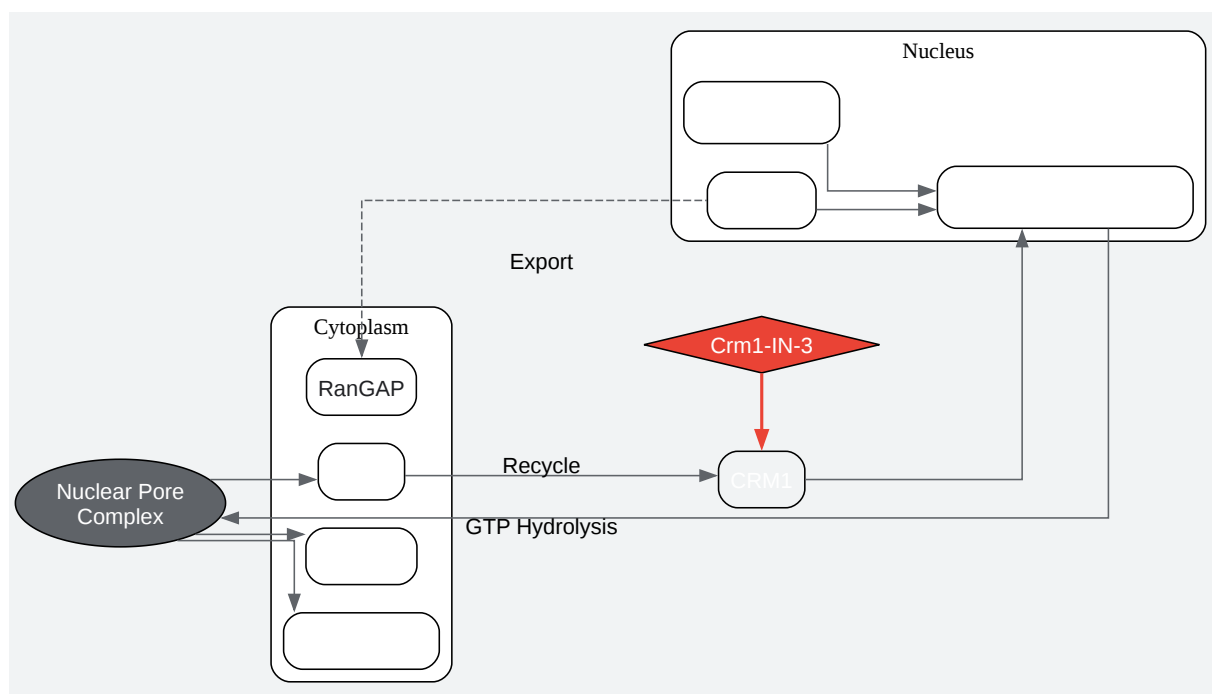 Nucleus
Export
Cytoplasm
Crm1-IN-3
RanGAP
Recycle
CRM1
Nuclear Pore
Complex
GTP Hydrolysis